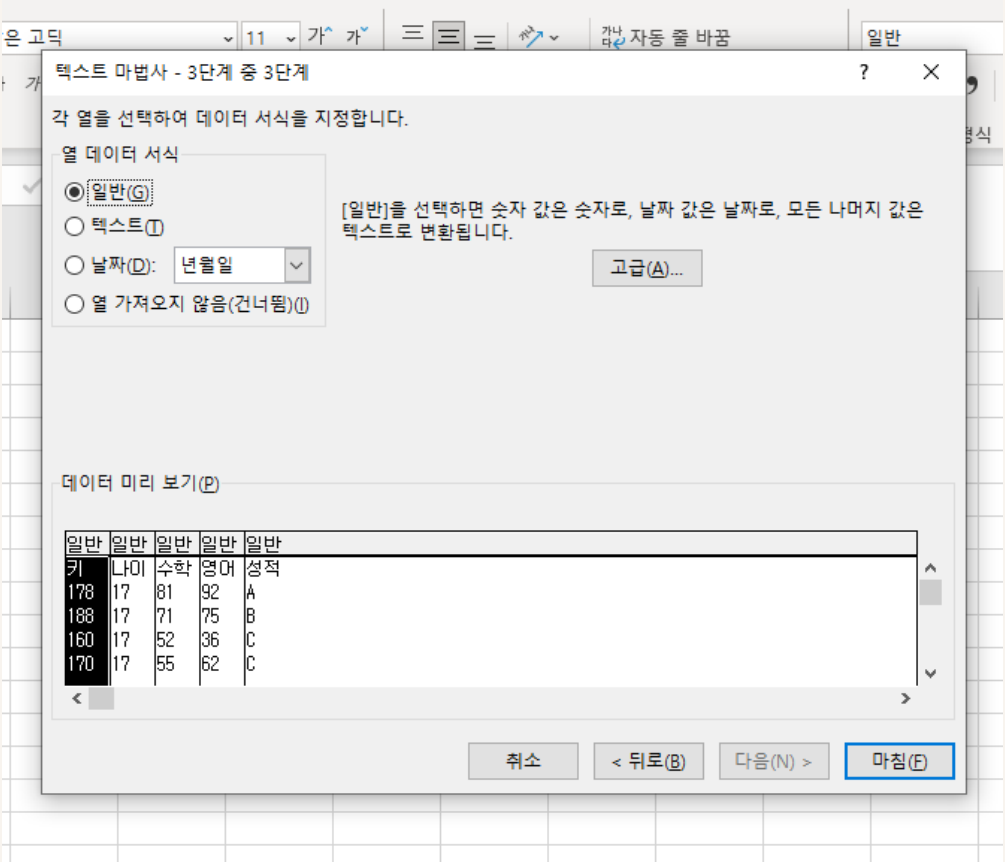 은 고딕 11 가 가 자동 줄 바꿈 일반
텍스트 마법사 - 3단계 중 3단계 ? ×
각 열을 선택하여 데이터 서식을 지정합니다.
열 데이터 서식
일반(G)
텍스트(T)
날짜(D): 년월일
열 가져오지 않음(건너뜀)(I)
[일반]을 선택하면 숫자 값은 숫자로, 날짜 값은 날짜로, 모든 나머지 값은
텍스트로 변환됩니다.
고급(A)...
데이터 미리 보기(P)
일반 일반 일반 일반 일반
키 나이 수학 영어 성적
178 17 81 92 A
188 17 71 75 B
160 17 52 36 C
170 17 55 62 C
취소 < 뒤로(B) 다음(N) > 마침(F)